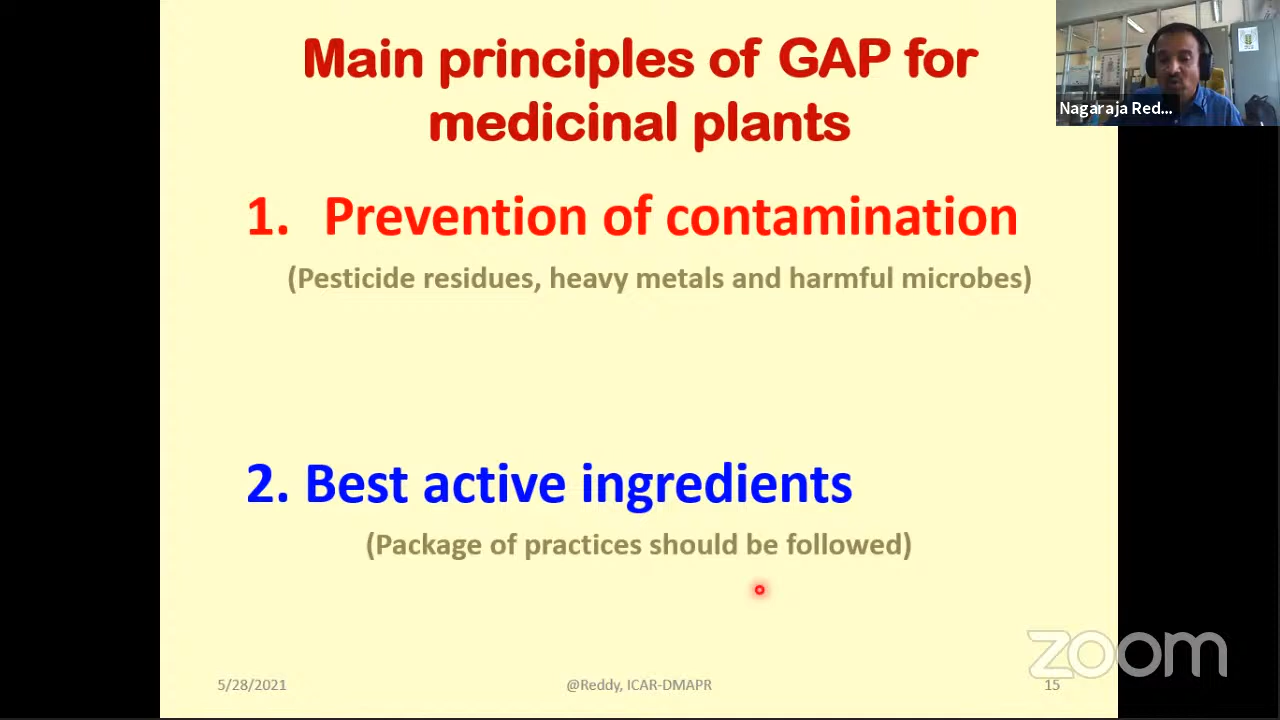 Main principles of GAP for
medicinal plants
Nagaraja Red...
1. Prevention of contamination
(Pesticide residues, heavy metals and harmful microbes)
2. Best active ingredients
(Package of practices should be followed)
zoom
5/28/2021
@Reddy, ICAR-DMAPR
15